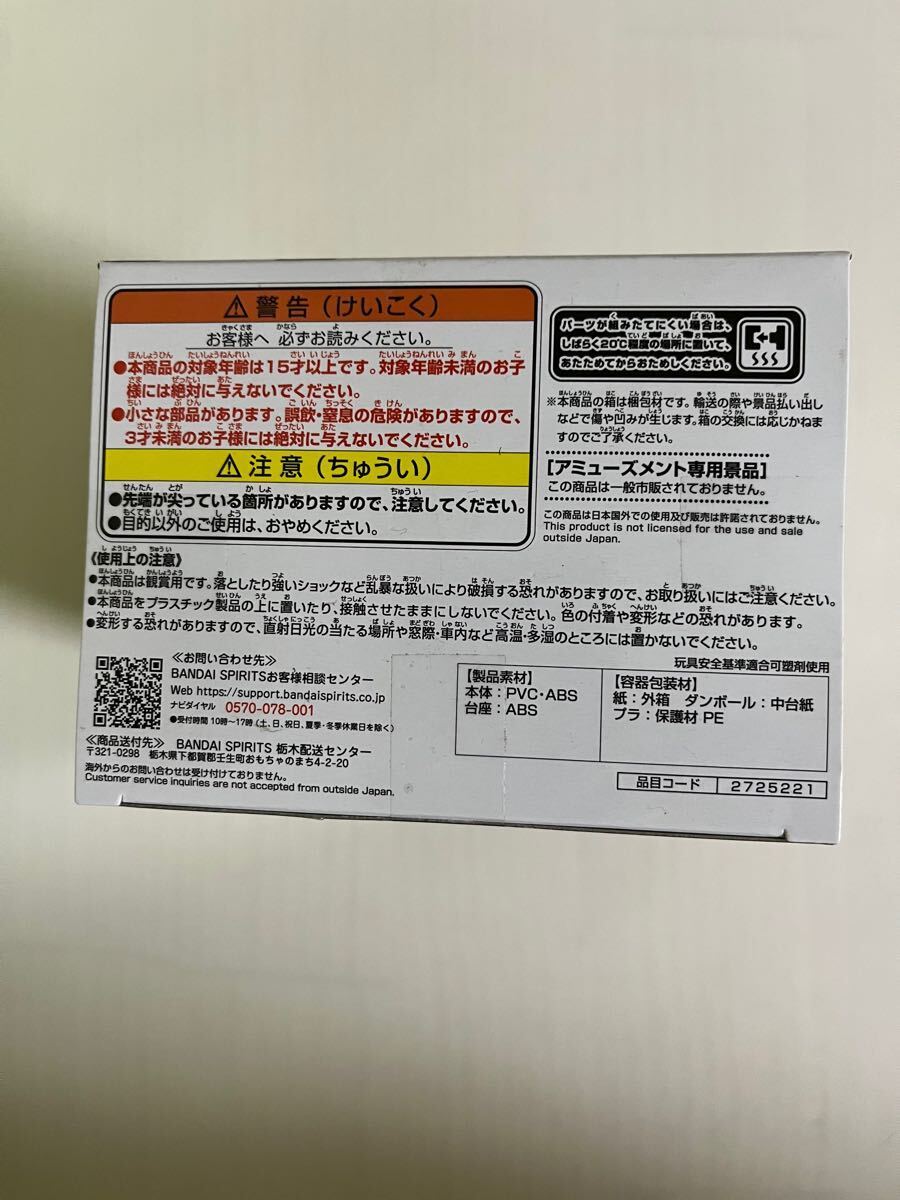 ⚠警告（けいこく）
お客様へ 必ずお読みください。
●本商品の対象年齢は15才以上です。対象年齢未満のお子
様には絶対に与えないでください。
●小さな部品があります。誤飲・窒息の危険がありますので、
3才未満のお子様には絶対に与えないでください。
⚠注意（ちゅうい）
●先端が尖っている箇所がありますので、注意してください。
●目的以外のご使用は、おやめください。
パーツが組みたてにくい場合は、
しばらく20℃程度の場所に置いて、
あたためてからおためしください。
※本商品の箱は梱包材です。輸送の際や景品払い出し
などで傷や凹みが生じます。箱の交換には応じかねま
すのでご了承ください。
［アミューズメント専用景品］
この商品は一般市販されておりません。
この商品は日本国外での使用及び販売は許諾されておりません。
This product is not licensed for the use and sale
outside Japan.
《使用上の注意》
●本商品は観賞用です。落としたり強いショックなど乱暴な扱いにより破損する恐れがありますので、お取り扱いにはご注意ください。
●本商品をプラスチック製品の上に置いたり、接触させたままにしないでください。色の付着や変形などの恐れがあります。
●変形する恐れがありますので、直射日光の当たる場所や窓際・車内など高温・多湿のところには置かないでください。
玩具安全基準適合可塑剤使用
≪お問い合わせ先≫
BANDAI SPIRITSお客様相談センター
Web https://support.bandaispirits.co.jp
ナビダイヤル 0570-078-001
●受付時間 10時～17時（土、日、祝日、夏季・冬季休業日を除く）
≪商品送付先≫ BANDAI SPIRITS 栃木配送センター
〒321-0298 栃木県下都賀郡壬生町おもちゃのまち4-2-20
海外からのお問い合わせは受け付けておりません。
Customer service inquiries are not accepted from outside Japan.
【製品素材】
本体：PVC・ABS
台座：ABS
【容器包装材】
紙：外箱 ダンボール：中台紙
プラ：保護材 PE
品目コード 2725221